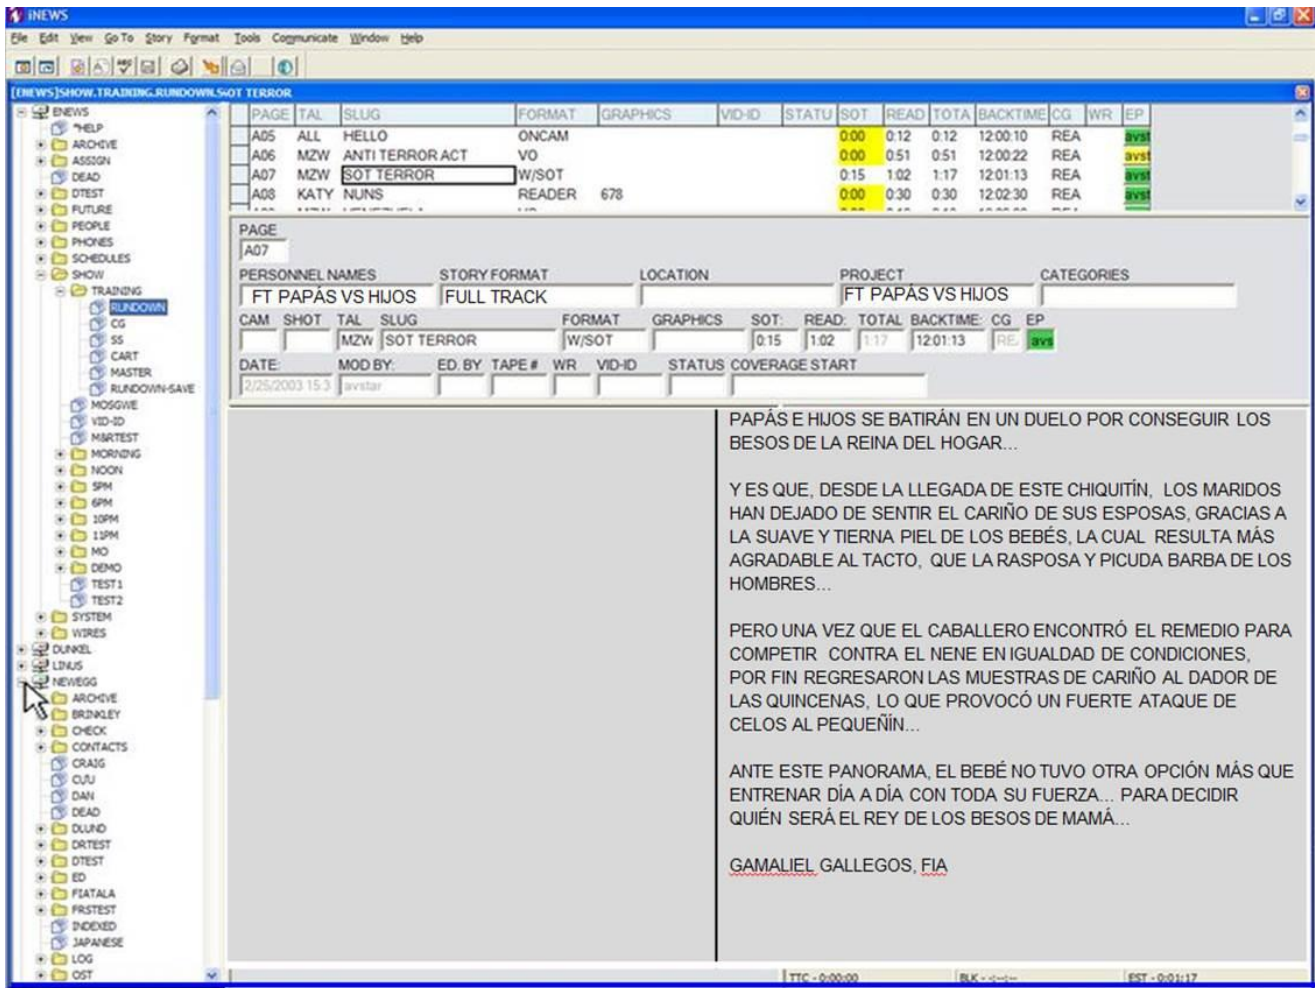 iNEWS
File Edit View Go To Story Format Tools Communicate Window Help
[ENEWS]SHOW.TRAINING.RUNDOWN.SOT TERROR
ENEWS
*HELP
ARCHIVE
ASSIGN
DEAD
DTEST
FUTURE
PEOPLE
PHONES
SCHEDULES
SHOW
TRAINING
RUNDOWN
CG
SS
CART
MASTER
RUNDOWN-SAVE
MOSGWE
VID-ID
M&RTEST
MORNING
NOON
5PM
6PM
10PM
11PM
MO
DEMO
TEST1
TEST2
SYSTEM
WIRES
DUNKEL
LINUS
NEWEGG
ARCHIVE
BRINKLEY
CHECK
CONTACTS
CRAIG
CUU
DAN
DEAD
DLUND
DRTEST
DTEST
ED
FIATALA
FRSTEST
INDEXED
JAPANESE
LOG
OST
PAGE TAL SLUG FORMAT GRAPHICS VID-ID STATU SOT READ TOTA BACKTIME CG WR EP
A05 ALL HELLO ONCAM 0:00 0:12 0:12 12:00:10 REA avst
A06 MZW ANTI TERROR ACT VO 0:00 0:51 0:51 12:00:22 REA avst
A07 MZW SOT TERROR W/SOT 0:15 1:02 1:17 12:01:13 REA avst
A08 KATY NUNS READER 678 0:00 0:30 0:30 12:02:30 REA avst
PAGE
A07
PERSONNEL NAMES STORY FORMAT LOCATION PROJECT CATEGORIES
FT PAPÁS VS HIJOS FULL TRACK FT PAPÁS VS HIJOS
CAM SHOT TAL SLUG FORMAT GRAPHICS SOT: READ: TOTAL BACKTIME: CG EP
MZW SOT TERROR W/SOT 0:15 1:02 1:17 12:01:13 REA avs
DATE: MOD BY: ED. BY TAPE # WR VID-ID STATUS COVERAGE START
2/25/2003 15:3 avstar
PAPÁS E HIJOS SE BATIRÁN EN UN DUELO POR CONSEGUIR LOS
BESOS DE LA REINA DEL HOGAR...
Y ES QUE, DESDE LA LLEGADA DE ESTE CHIQUITÍN, LOS MARIDOS
HAN DEJADO DE SENTIR EL CARIÑO DE SUS ESPOSAS, GRACIAS A
LA SUAVE Y TIERNA PIEL DE LOS BEBÉS, LA CUAL RESULTA MÁS
AGRADABLE AL TACTO, QUE LA RASPOSA Y PICUDA BARBA DE LOS
HOMBRES...
PERO UNA VEZ QUE EL CABALLERO ENCONTRÓ EL REMEDIO PARA
COMPETIR CONTRA EL NENE EN IGUALDAD DE CONDICIONES,
POR FIN REGRESARON LAS MUESTRAS DE CARIÑO AL DADOR DE
LAS QUINCENAS, LO QUE PROVOCÓ UN FUERTE ATAQUE DE
CELOS AL PEQUEÑÍN...
ANTE ESTE PANORAMA, EL BEBÉ NO TUVO OTRA OPCIÓN MÁS QUE
ENTRENAR DÍA A DÍA CON TODA SU FUERZA... PARA DECIDIR
QUIÉN SERÁ EL REY DE LOS BESOS DE MAMÁ...
GAMALIEL GALLEGOS, FIA
TTC - 0:00:00 BLK - -:--:-- EST - 0:01:17